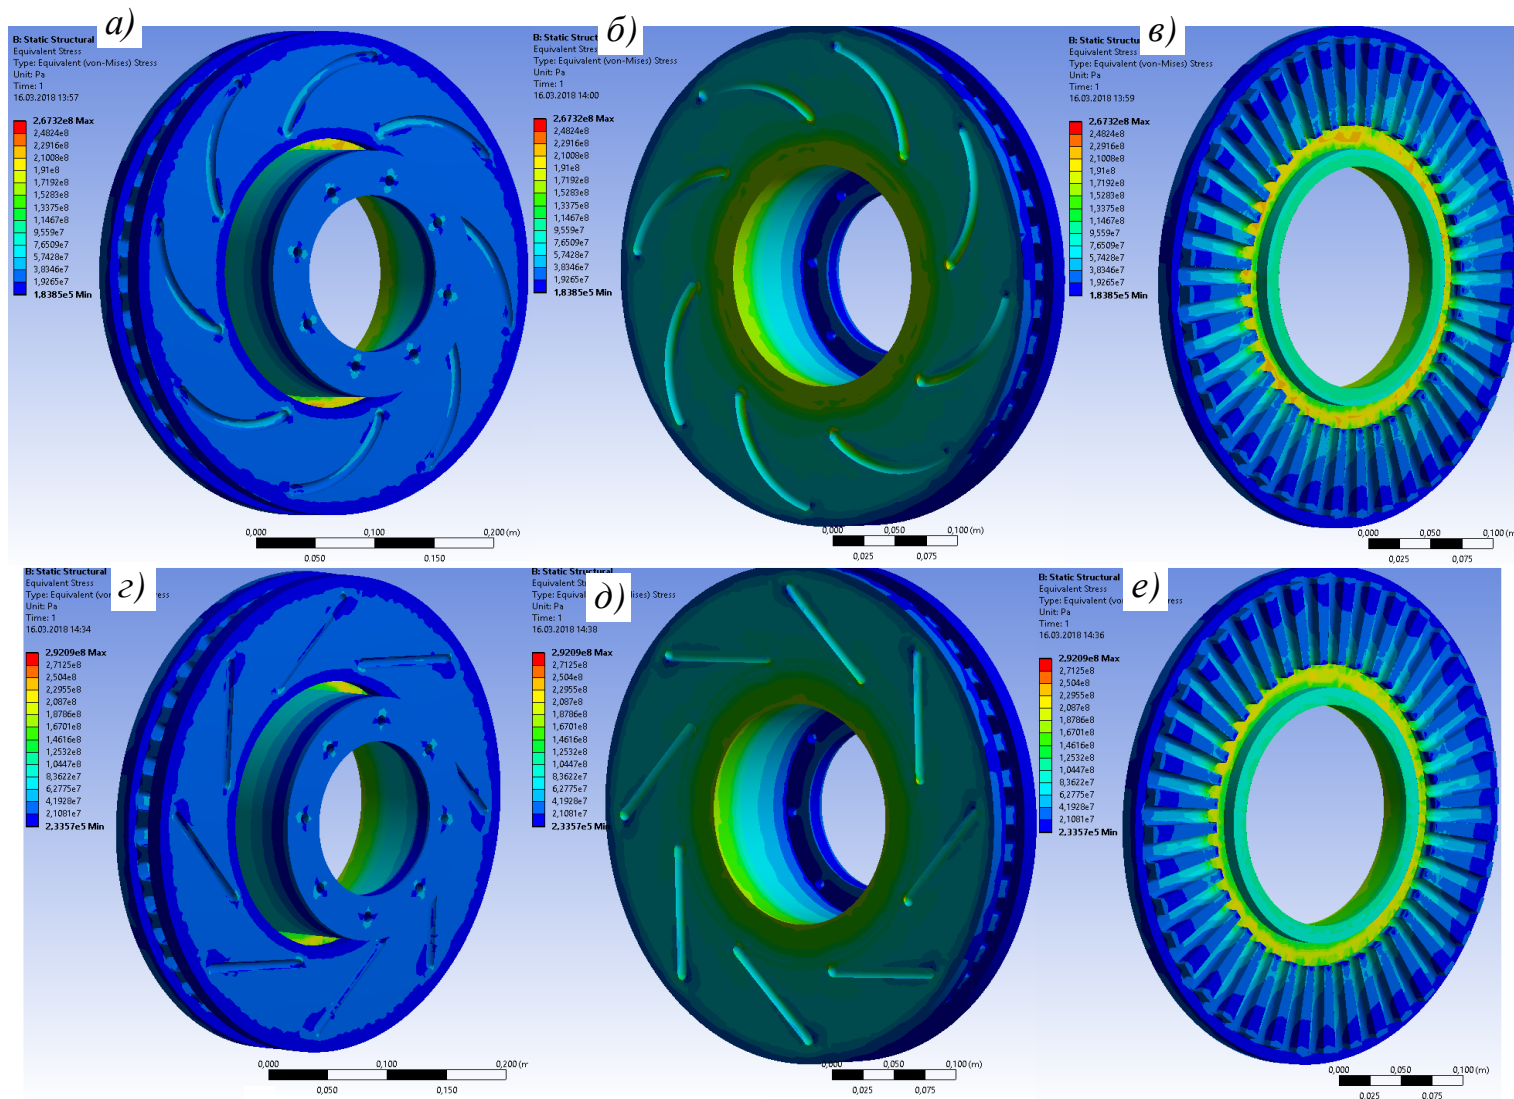 а)
B: Static Struct
Equivalent Stress
Type: Equivalent (von-Mises) Stress
Unit: Pa
Time: 1
16.03.2018 13:57
2,6732e8 Max
2,4824e8
2,2916e8
2,1008e8
1,91e8
1,7192e8
1,5283e8
1,3375e8
1,1467e8
9,559e7
7,6509e7
5,7428e7
3,8346e7
1,9265e7
1,8385e5 Min
0,000
0,100
0,200 (m)
0,050
0,150
б)
B: Static Struct
Equivalent Stres
Type: Equivalent (von-Mises) Stress
Unit: Pa
Time: 1
16.03.2018 14:00
2,6732e8 Max
2,4824e8
2,2916e8
2,1008e8
1,91e8
1,7192e8
1,5283e8
1,3375e8
1,1467e8
9,559e7
7,6509e7
5,7428e7
3,8346e7
1,9265e7
1,8385e5 Min
0,000
0,050
0,100 (m)
0,025
0,075
в)
B: Static Struct
Equivalent Stress
Type: Equivalent (von-Mises) Stress
Unit: Pa
Time: 1
16.03.2018 13:59
2,6732e8 Max
2,4824e8
2,2916e8
2,1008e8
1,91e8
1,7192e8
1,5283e8
1,3375e8
1,1467e8
9,559e7
7,6509e7
5,7428e7
3,8346e7
1,9265e7
1,8385e5 Min
0,000
0,050
0,100 (m)
0,025
0,075
г)
B: Static Structural
Equivalent Stress
Type: Equivalent (vo ress
Unit: Pa
Time: 1
16.03.2018 14:34
2,9209e8 Max
2,7125e8
2,504e8
2,2955e8
2,087e8
1,8786e8
1,6701e8
1,4616e8
1,2532e8
1,0447e8
8,3622e7
6,2775e7
4,1928e7
2,1081e7
2,3357e5 Min
0,000
0,100
0,200 (m
0,050
0,150
д)
B: Static Structural
Equivalent St
Type: Equiva ises) Stress
Unit: Pa
Time: 1
16.03.2018 14:38
2,9209e8 Max
2,7125e8
2,504e8
2,2955e8
2,087e8
1,8786e8
1,6701e8
1,4616e8
1,2532e8
1,0447e8
8,3622e7
6,2775e7
4,1928e7
2,1081e7
2,3357e5 Min
0,000
0,050
0,100 (m)
0,025
0,075
е)
B: Static Structural
Equivalent Stress
Type: Equivalent (vo ress
Unit: Pa
Time: 1
16.03.2018 14:36
2,9209e8 Max
2,7125e8
2,504e8
2,2955e8
2,087e8
1,8786e8
1,6701e8
1,4616e8
1,2532e8
1,0447e8
8,3622e7
6,2775e7
4,1928e7
2,1081e7
2,3357e5 Min
0,000
0,050
0,100 (m)
0,025
0,075